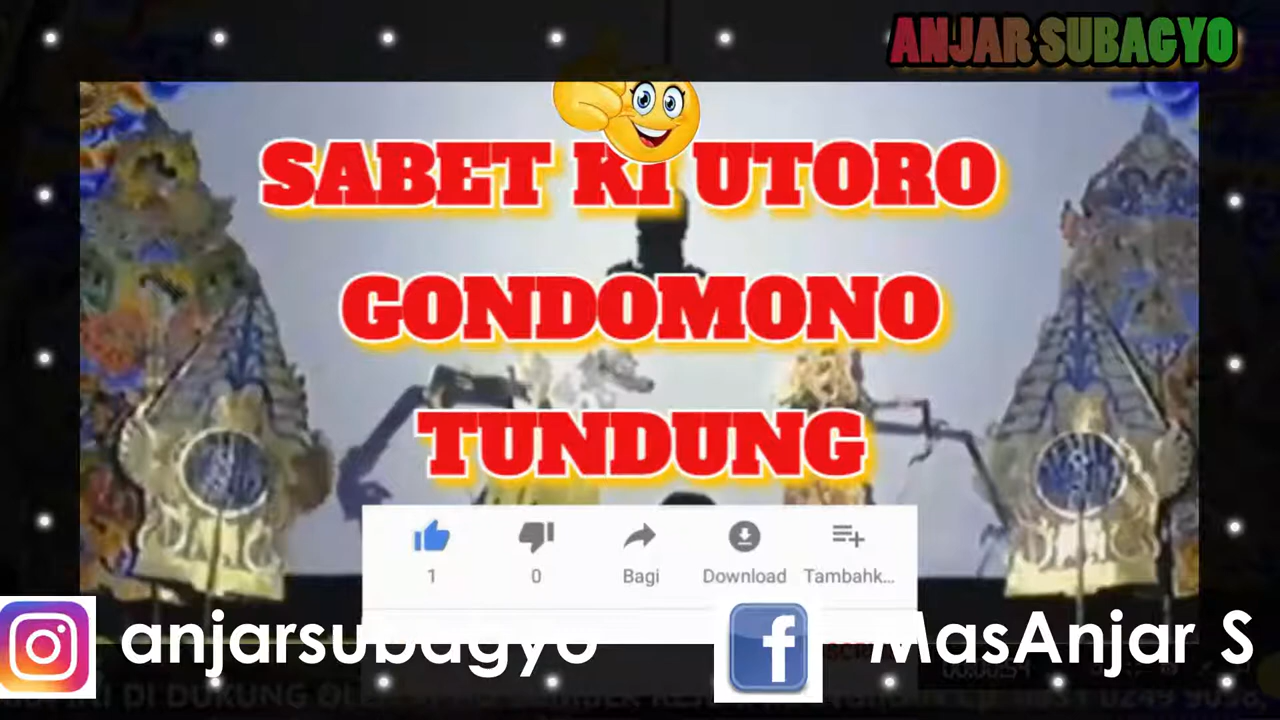 ANJAR SUBAGYO
SABET KI UTORO
GONDOMONO
TUNDUNG
1
0
Bagi
Download
Tambahk...
anjarsubagyo
MasAnjar S